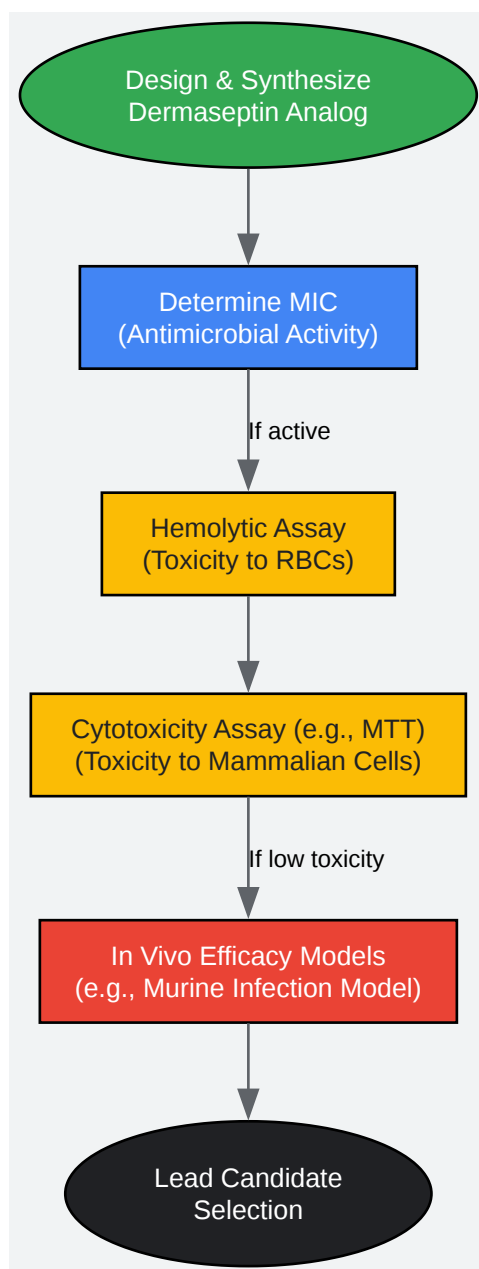 Design & Synthesize
Dermaseptin Analog
Determine MIC
(Antimicrobial Activity)
If active
Hemolytic Assay
(Toxicity to RBCs)
Cytotoxicity Assay (e.g., MTT)
(Toxicity to Mammalian Cells)
If low toxicity
In Vivo Efficacy Models
(e.g., Murine Infection Model)
Lead Candidate
Selection